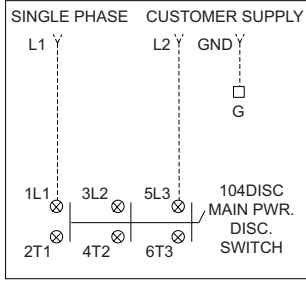 SINGLE PHASE CUSTOMER SUPPLY
L1 L2 GND
G
1L1 3L2 5L3
104DISC
MAIN PWR.
DISC.
SWITCH
2T1 4T2 6T3